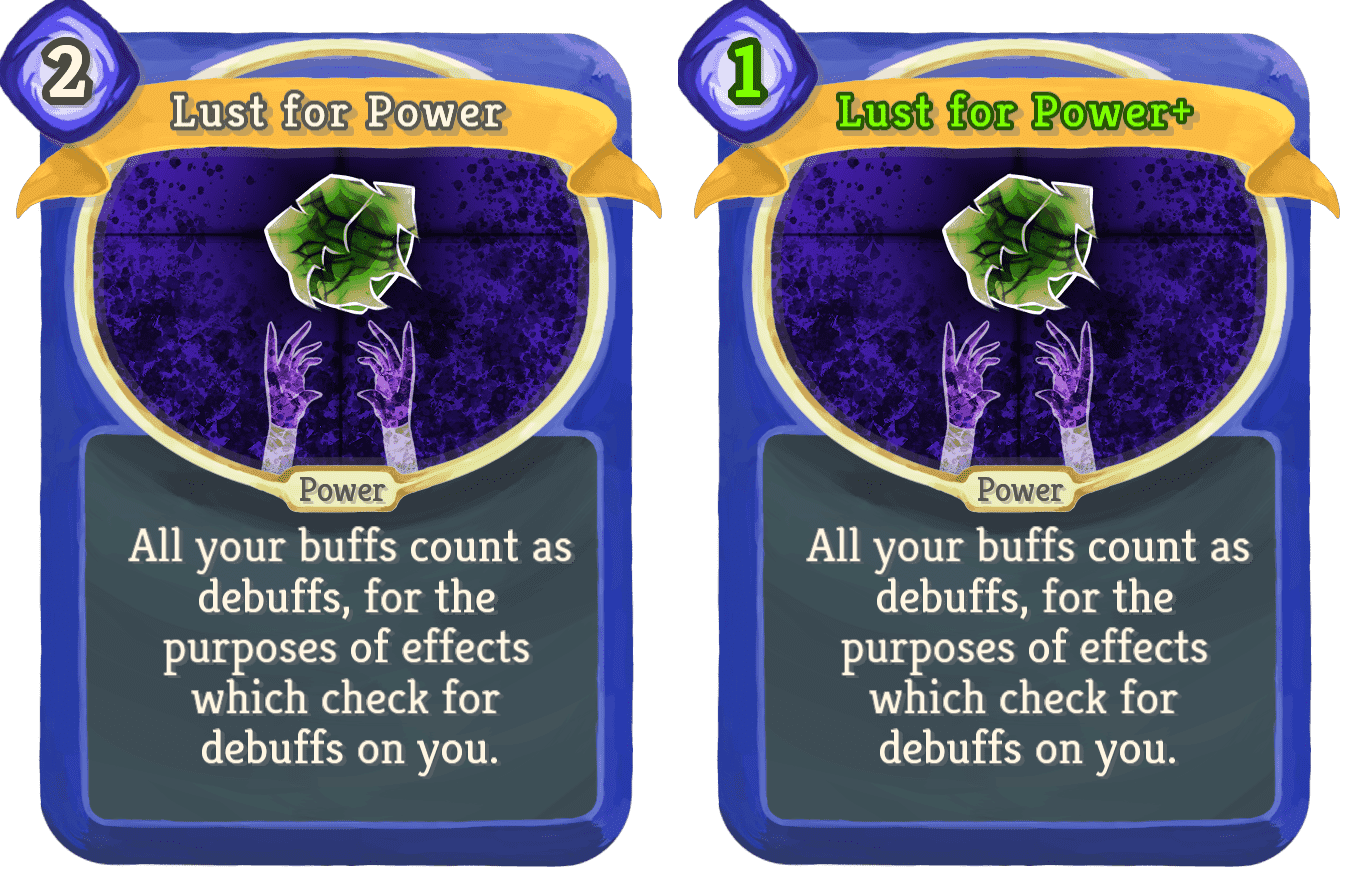 2
Lust for Power
Power
All your buffs count as
debuffs, for the
purposes of effects
which check for
debuffs on you.
1
Lust for Power+
Power
All your buffs count as
debuffs, for the
purposes of effects
which check for
debuffs on you.